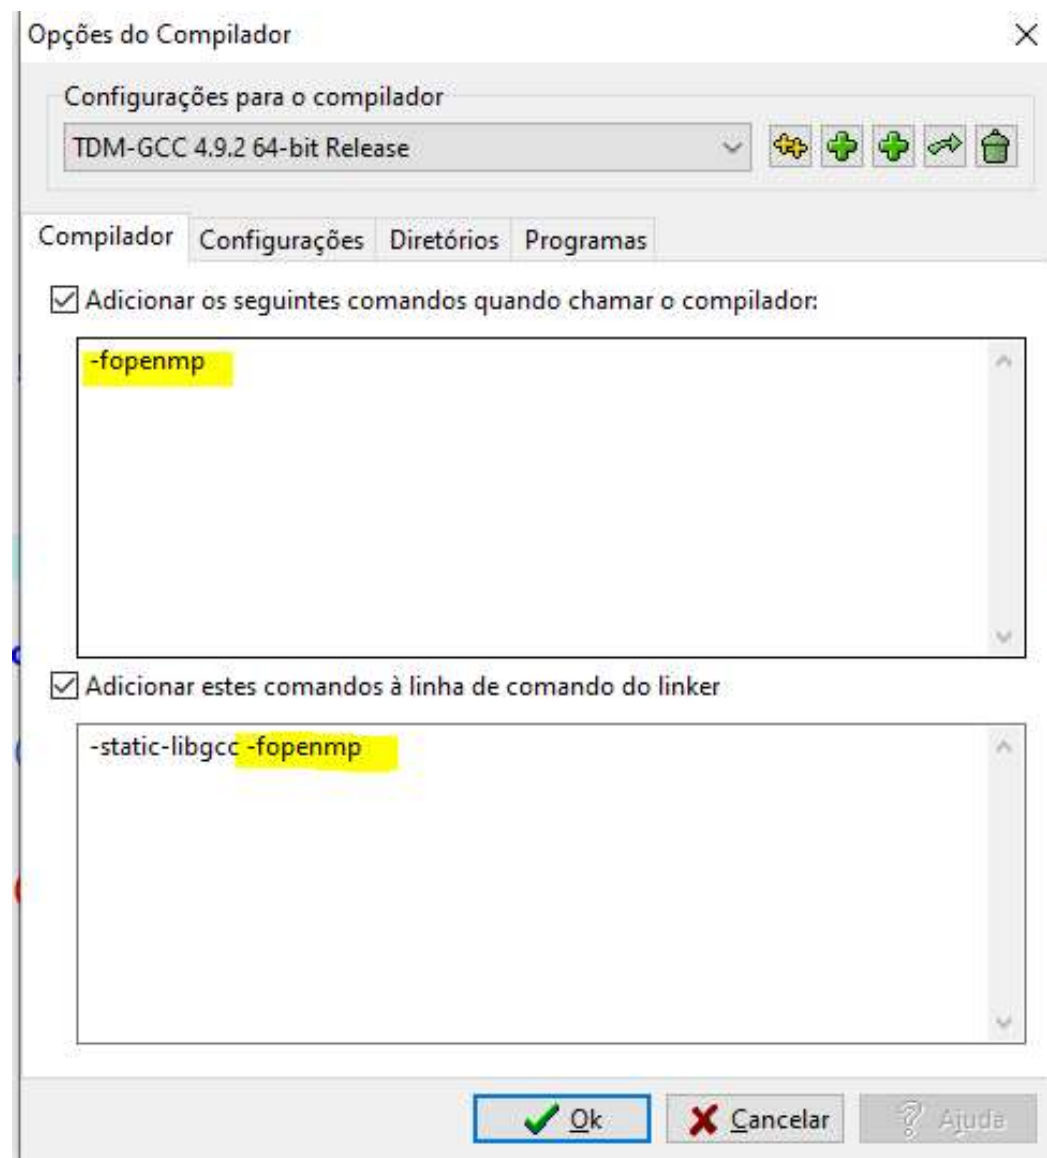 Opções do Compilador
Configurações para o compilador
TDM-GCC 4.9.2 64-bit Release
Compilador Configurações Diretórios Programas
Adicionar os seguintes comandos quando chamar o compilador:
-fopenmp
Adicionar estes comandos à linha de comando do linker
-static-libgcc -fopenmp
Ok Cancelar Ajuda